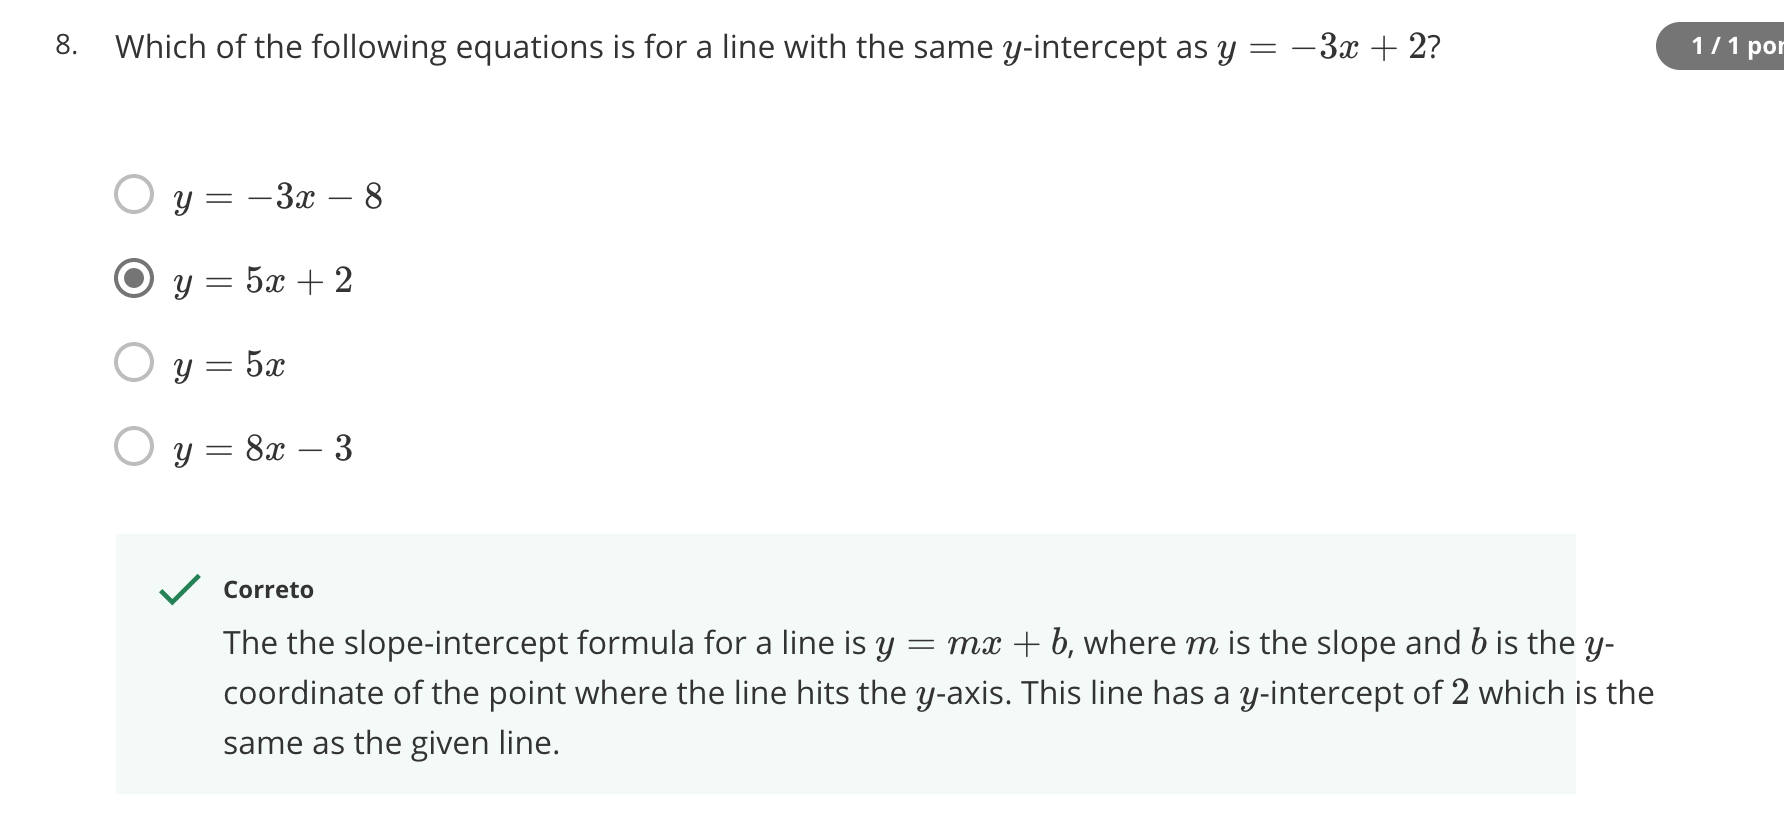 8. Which of the following equations is for a line with the same y-intercept as y = −3x + 2?
1 / 1 pon
y = −3x − 8
y = 5x + 2
y = 5x
y = 8x − 3
Correto
The the slope-intercept formula for a line is y = mx + b, where m is the slope and b is the y-
coordinate of the point where the line hits the y-axis. This line has a y-intercept of 2 which is the
same as the given line.